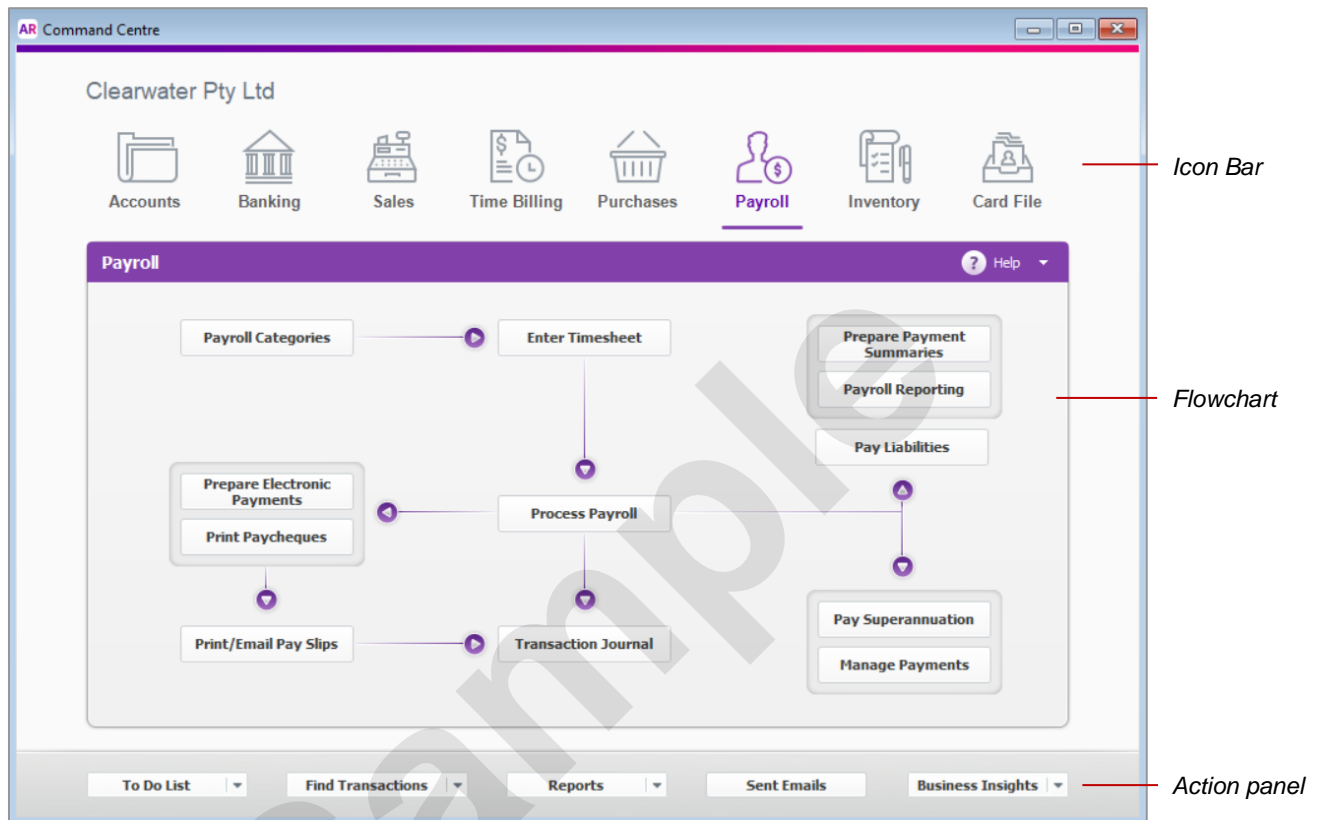 AR Command Centre
Clearwater Pty Ltd
Accounts
Banking
Sales
Time Billing
Purchases
Payroll
Inventory
Card File
Icon Bar
Payroll
? Help
Payroll Categories
Enter Timesheet
Prepare Payment
Summaries
Payroll Reporting
Flowchart
Pay Liabilities
Prepare Electronic
Payments
Print Paycheques
Process Payroll
Pay Superannuation
Manage Payments
Print/Email Pay Slips
Transaction Journal
To Do List
Find Transactions
Reports
Sent Emails
Business Insights
Action panel
Sample